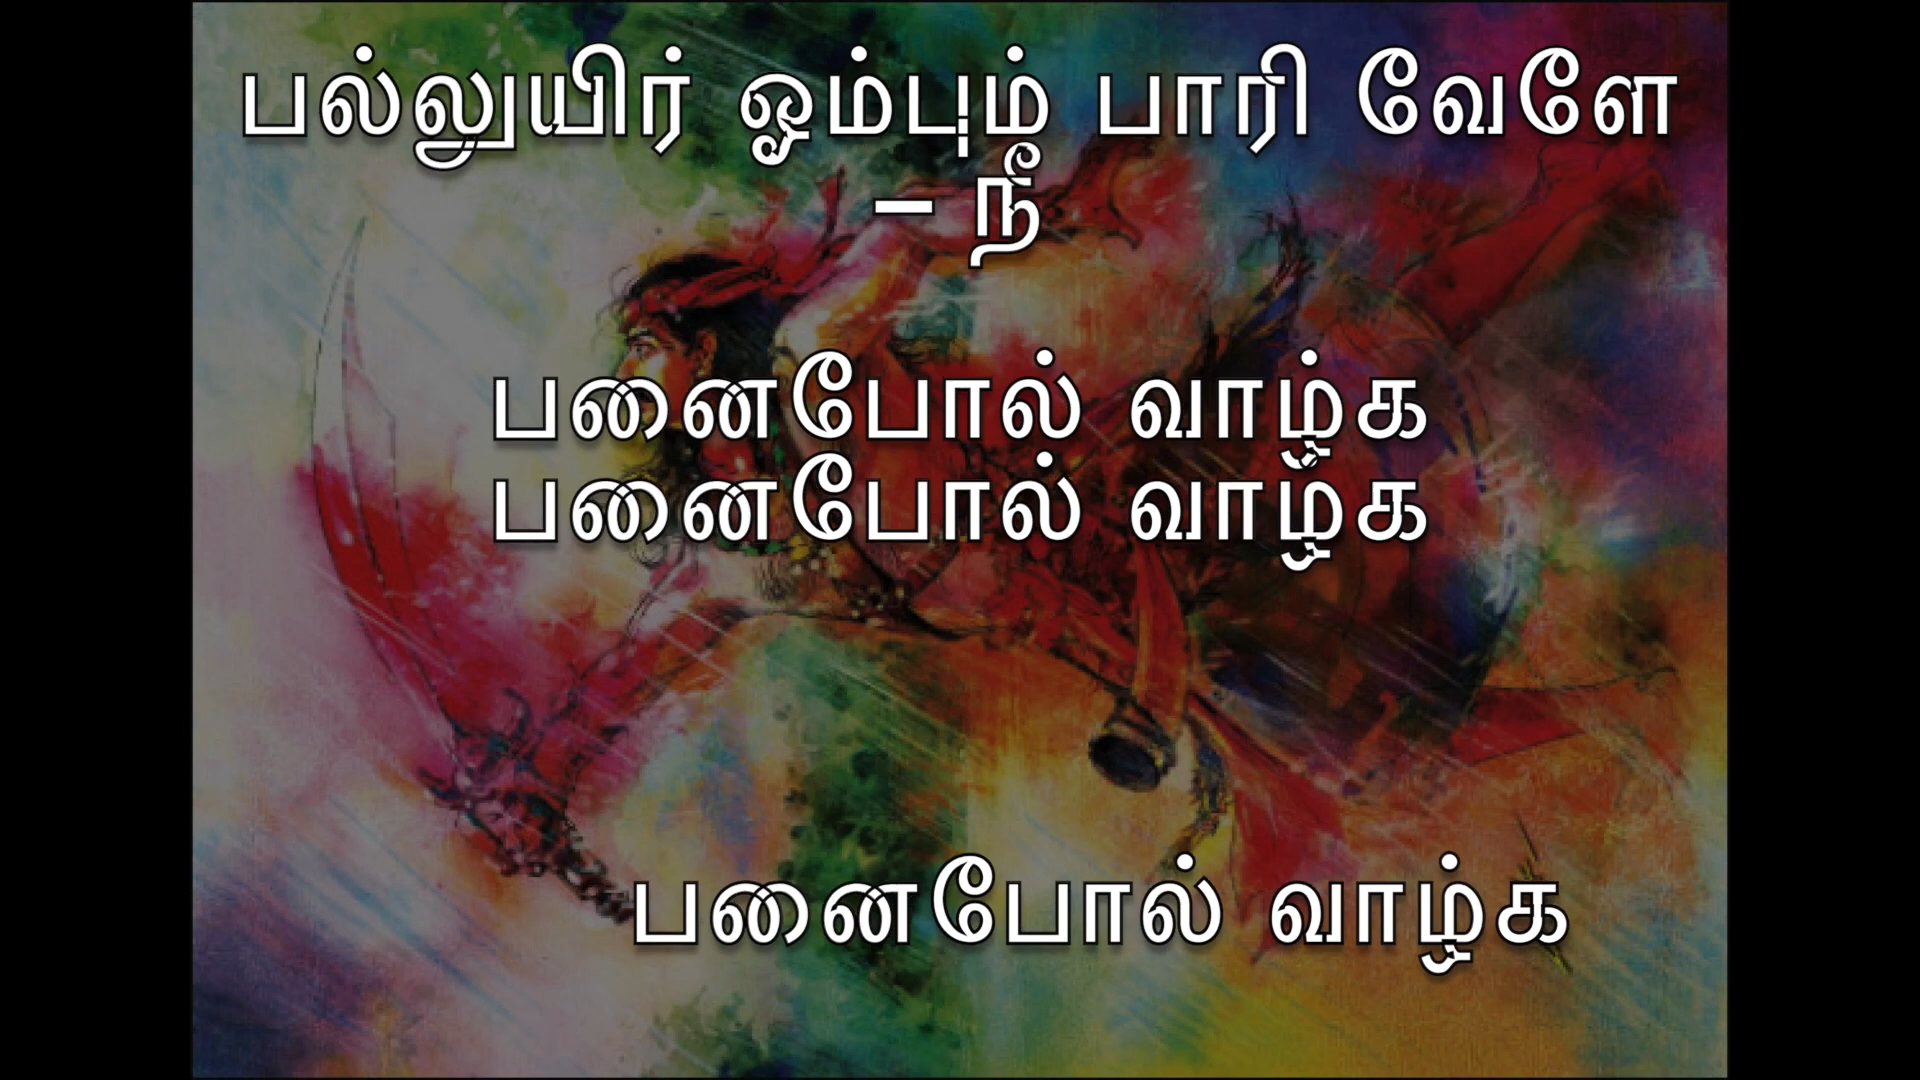 பல்லுயிர் ஓம்பும் பாரி வேளே
– நீ
பனைபோல் வாழ்க
பனைபோல் வாழ்க
பனைபோல் வாழ்க